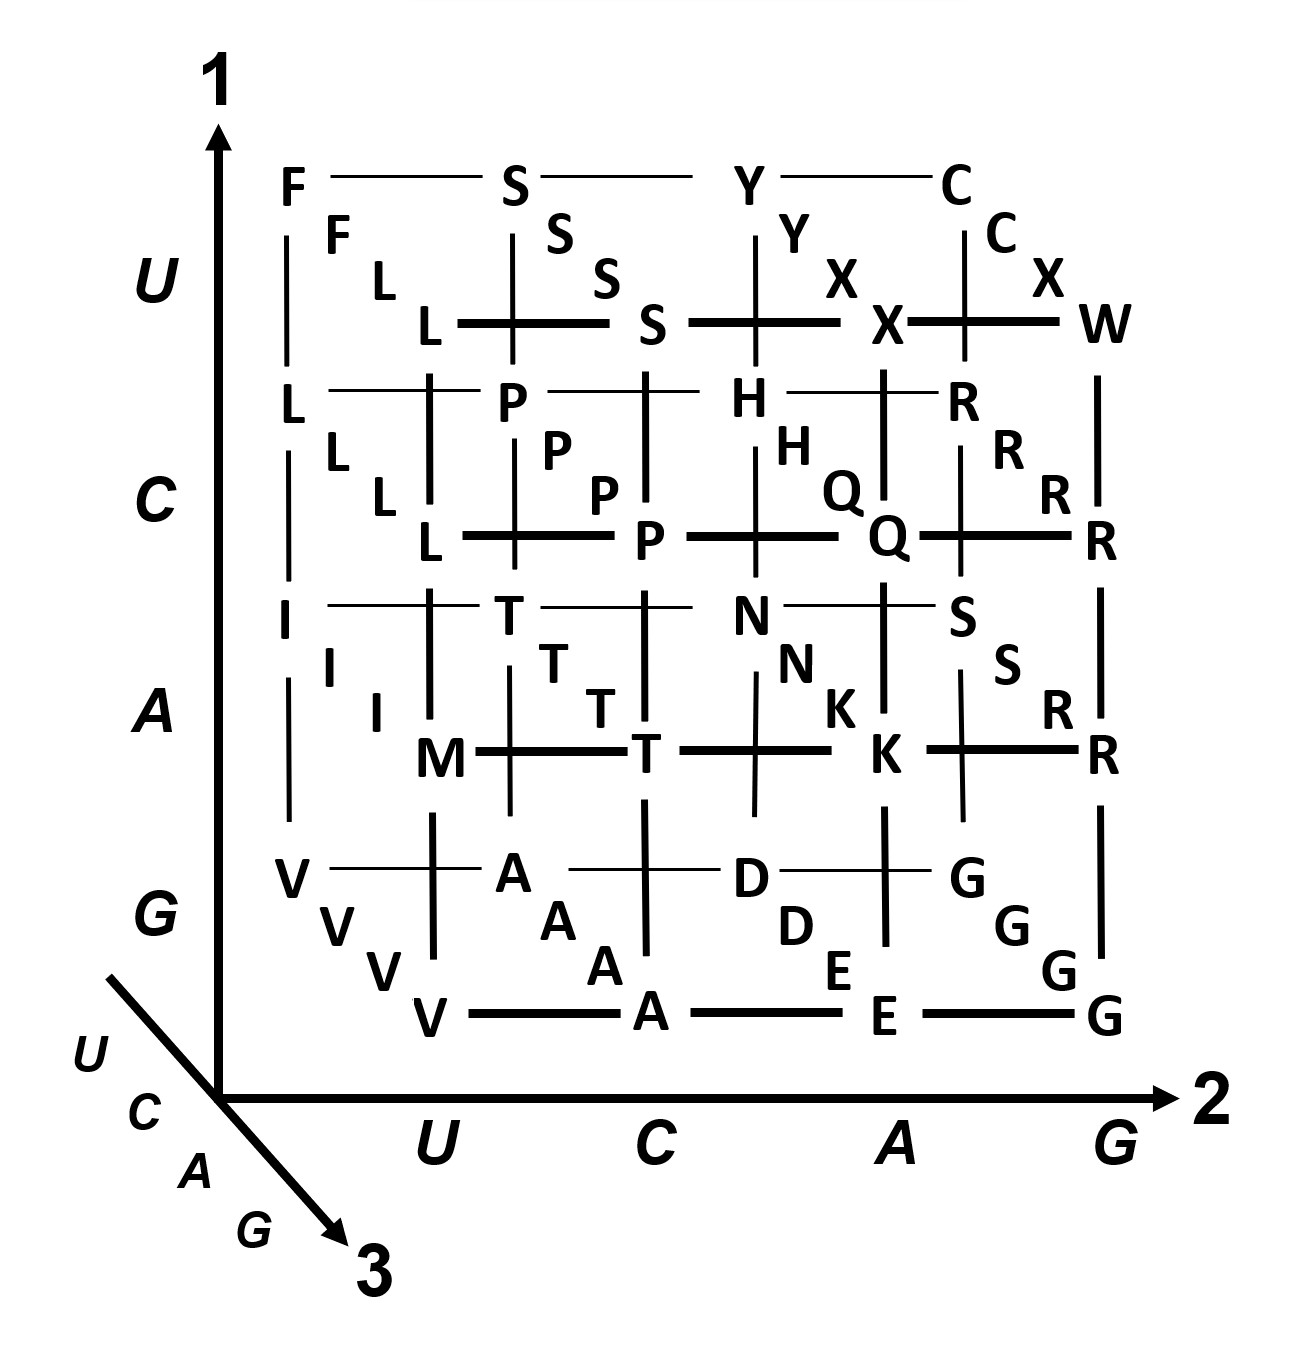 1
F S Y C
F S Y C
U L S X X
L S X W
L P H R
L P H R
C L P Q R
L P Q R
I T N S
I T N S
A I T K R
M T K R
V A D G
G V A D G
V A E G
V A E G
U
C
A
G
3
U C A G 2